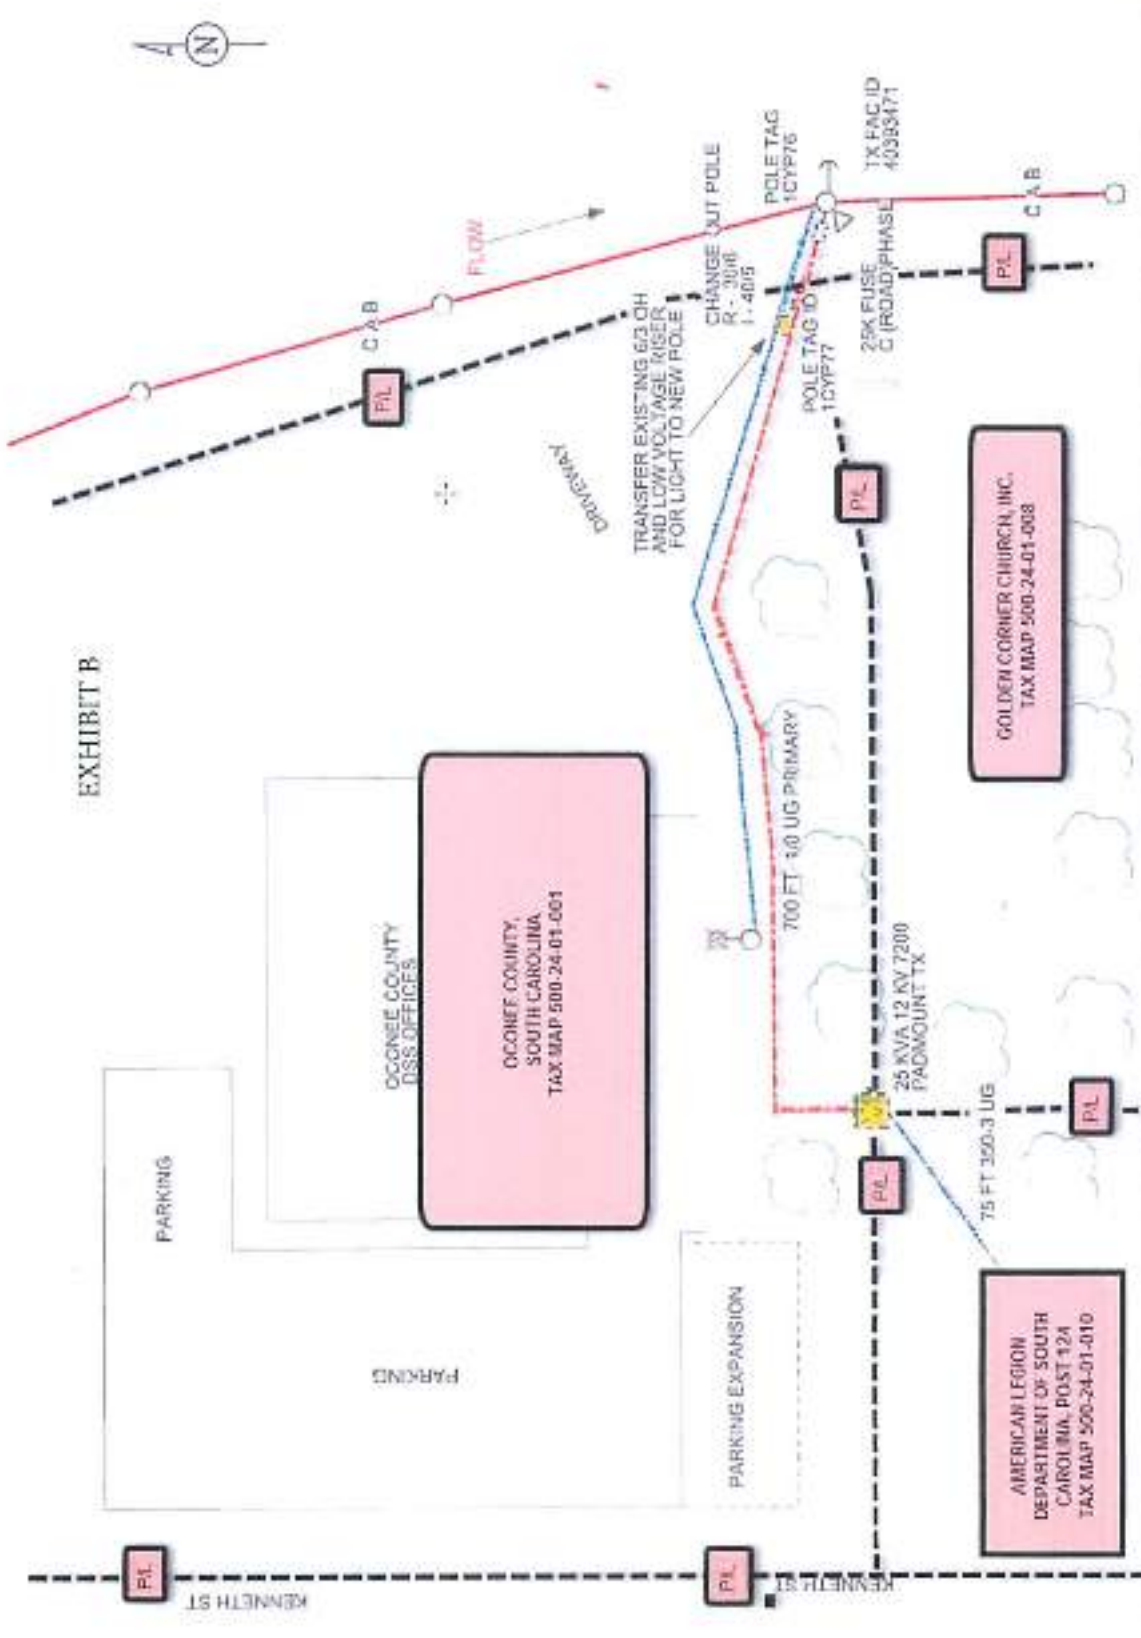 EXHIBIT B
N
FLOW
C A B
P/L
CHANGE OUT POLE
R - 30/6
I - 40/5
POLE TAG
1CYP76
TX FAC ID
40393471
C A B
P/L
TRANSFER EXISTING 6/3 OH
AND LOW VOLTAGE RISER
FOR LIGHT TO NEW POLE
DRIVEWAY
POLE TAG ID
1CYP77
25K FUSE
C (ROAD) PHASE
P/L
GOLDEN CORNER CHURCH, INC.
TAX MAP 500-24-01-008
OCONEE COUNTY
DSS OFFICES
OCONEE COUNTY,
SOUTH CAROLINA
TAX MAP 500-24-01-001
700 FT 1/0 UG PRIMARY
25 KVA 12 KV 7200
PADMOUNT TX
P/L
P/L
75 FT 350-3 UG
PARKING
PARKING
PARKING EXPANSION
AMERICAN LEGION
DEPARTMENT OF SOUTH
CAROLINA, POST 124
TAX MAP 500-24-01-010
P/L
KENNETH ST
P/L
KENNETH ST